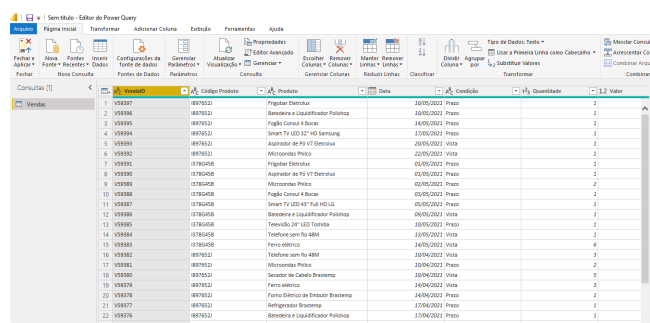 Sem título - Editor do Power Query
Arquivo Página Inicial Transformar Adicionar Coluna Exibição Ferramentas Ajuda
Fechar e Aplicar Nova Fonte Fontes Recentes Inserir Dados Configurações da fonte de dados Gerenciar Parâmetros Atualizar Visualização Propriedades Editor Avançado Gerenciar Escolher Colunas Remover Colunas Manter Linhas Remover Linhas Dividir Coluna Agrupar por Tipo de Dados: Texto Usar a Primeira Linha como Cabeçalho Substituir Valores Mesclar Consul Acrescentar Co Combinar Arqu
Fechar Nova Consulta Fontes de Dados Parâmetros Consulta Gerenciar Colunas Reduzir Linhas Classificar Transformar Combinar
Consultas [1]
Vendas
VendaID Código Produto Produto Data Condição Quantidade 1.2 Valor
1 V59397 I897652J Frigobar Eletrolux 10/05/2021 Prazo 1
2 V59396 I897652J Batedeira e Liquidificador Polishop 10/05/2021 Prazo 1
3 V59395 I897652J Fogão Consul 4 Bocas 14/05/2021 Prazo 1
4 V59394 I897652J Smart TV LED 32" HD Samsung 17/05/2021 Prazo 1
5 V59393 I897652J Aspirador de Pó V7 Eletrolux 20/05/2021 Vista 1
6 V59392 I897652J Microondas Philco 22/05/2021 Vista 1
7 V59391 I378G45B Frigobar Eletrolux 01/05/2021 Prazo 1
8 V59390 I378G45B Aspirador de Pó V7 Eletrolux 01/05/2021 Prazo 1
9 V59389 I378G45B Microondas Philco 02/05/2021 Prazo 2
10 V59388 I378G45B Fogão Consul 4 Bocas 03/05/2021 Prazo 1
11 V59387 I378G45B Smart TV LED 43" Full HD LG 05/05/2021 Prazo 1
12 V59386 I378G45B Batedeira e Liquidificador Polishop 09/05/2021 Vista 1
13 V59385 I378G45B Televisão 24" LED Toshiba 10/05/2021 Prazo 1
14 V59384 I378G45B Telefone sem fio 48M 13/05/2021 Prazo 1
15 V59383 I378G45B Ferro elétrico 14/05/2021 Vista 6
16 V59382 I897652J Telefone sem fio 48M 10/04/2021 Vista 3
17 V59381 I897652J Microondas Philco 10/04/2021 Vista 2
18 V59380 I897652J Secador de Cabelo Brastemp 10/04/2021 Vista 5
19 V59379 I897652J Ferro elétrico 14/04/2021 Vista 3
20 V59378 I897652J Forno Elétrico de Embutir Brastemp 14/04/2021 Prazo 1
21 V59377 I897652J Refrigerador Brastemp 17/04/2021 Prazo 1
22 V59376 I897652J Batedeira e Liquidificador Polishop 17/04/2021 Vista 1